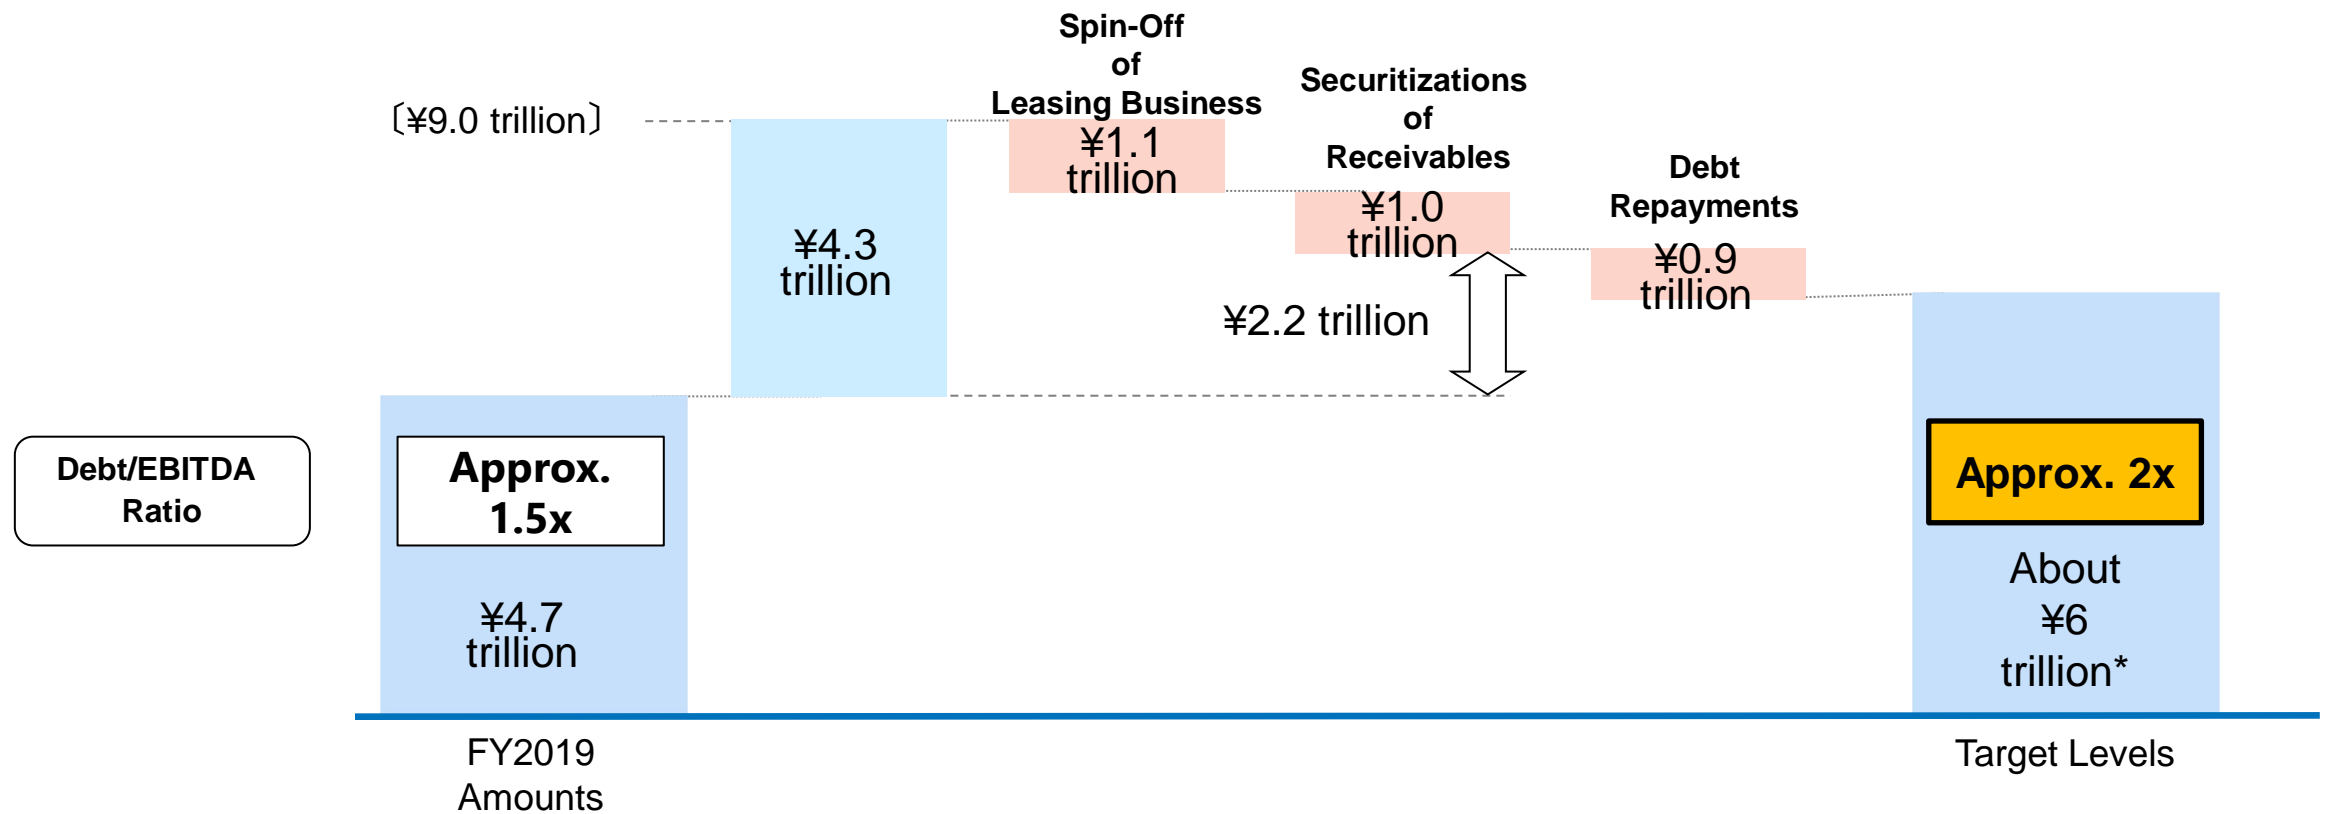 Spin-Off
of
Leasing Business
Securitizations
of
Receivables
Debt
Repayments
〔¥9.0 trillion〕
¥1.1
trillion
¥1.0
trillion
¥0.9
trillion
¥4.3
trillion
¥2.2 trillion
Debt/EBITDA
Ratio
Approx.
1.5x
¥4.7
trillion
Approx. 2x
About
¥6
trillion*
FY2019
Amounts
Target Levels